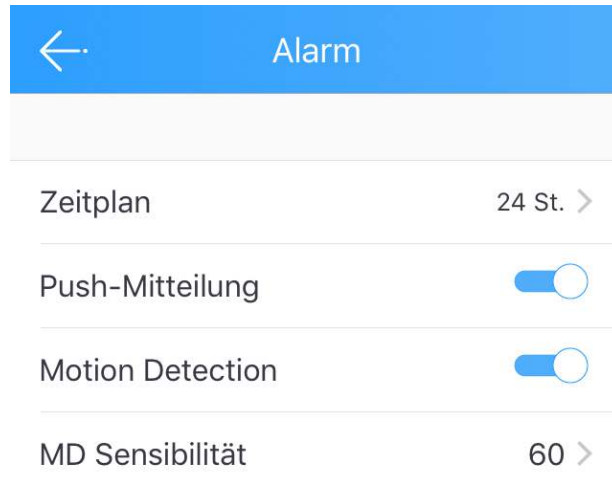 Alarm
Zeitplan 24 St.
Push-Mitteilung
Motion Detection
MD Sensibilität 60